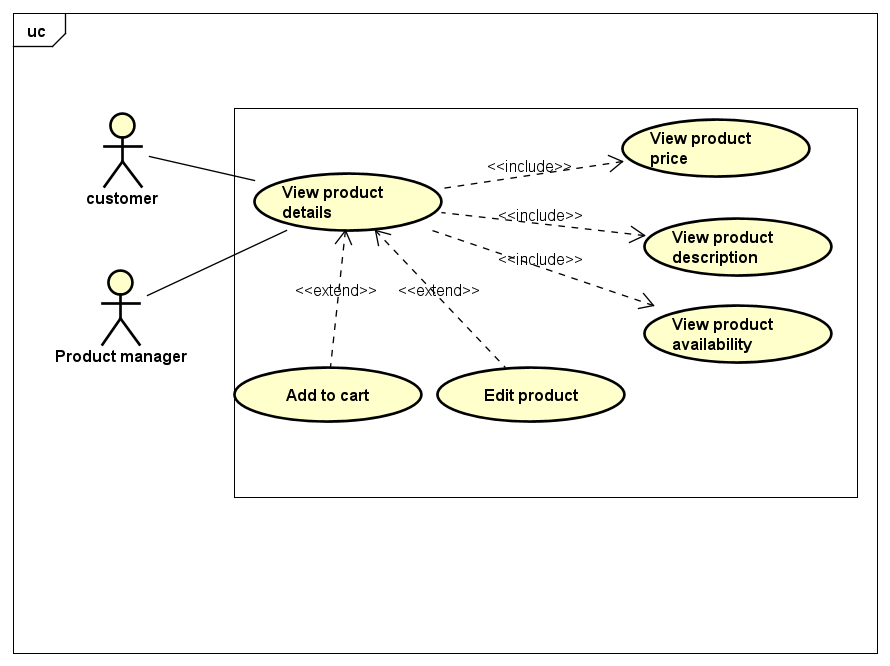 uc
customer
Product manager
View product
details
<<include>>
View product
price
<<include>>
View product
description
<<include>>
View product
availability
<<extend>>
<<extend>>
Add to cart
Edit product